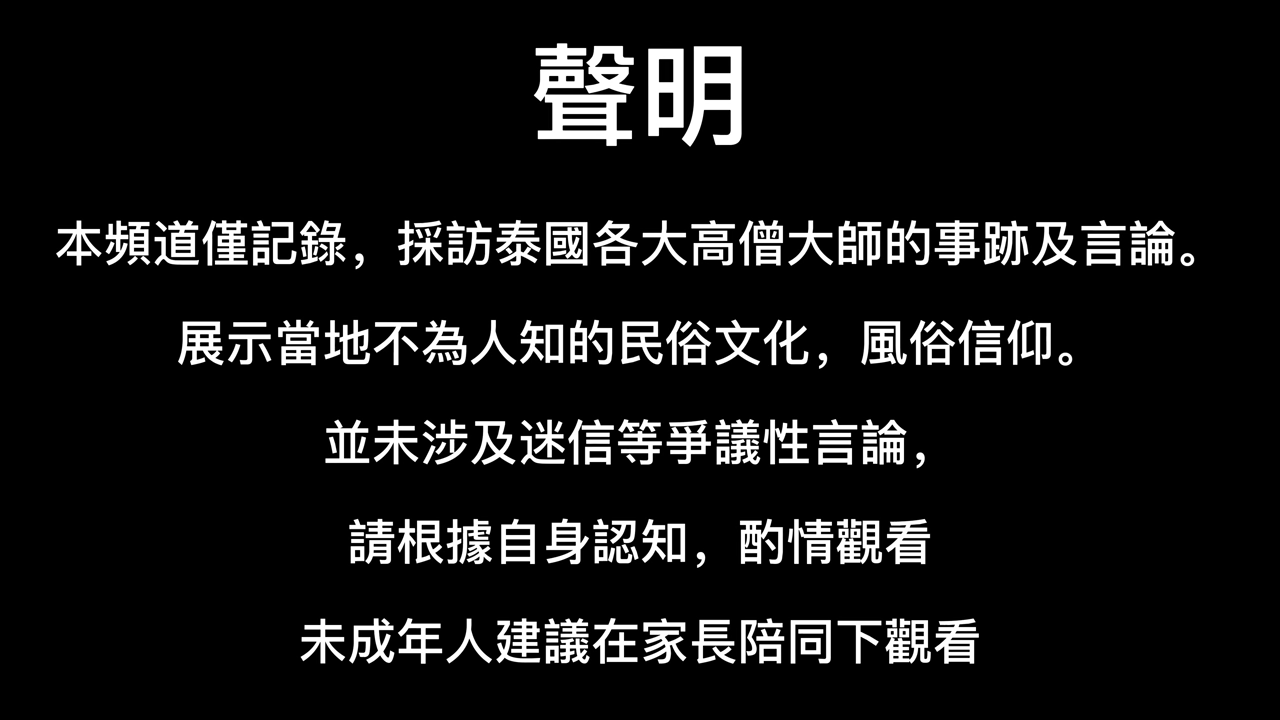 聲明
本頻道僅記錄，採訪泰國各大高僧大師的事跡及言論。
展示當地不為人知的民俗文化，風俗信仰。
並未涉及迷信等爭議性言論，
請根據自身認知，酌情觀看
未成年人建議在家長陪同下觀看